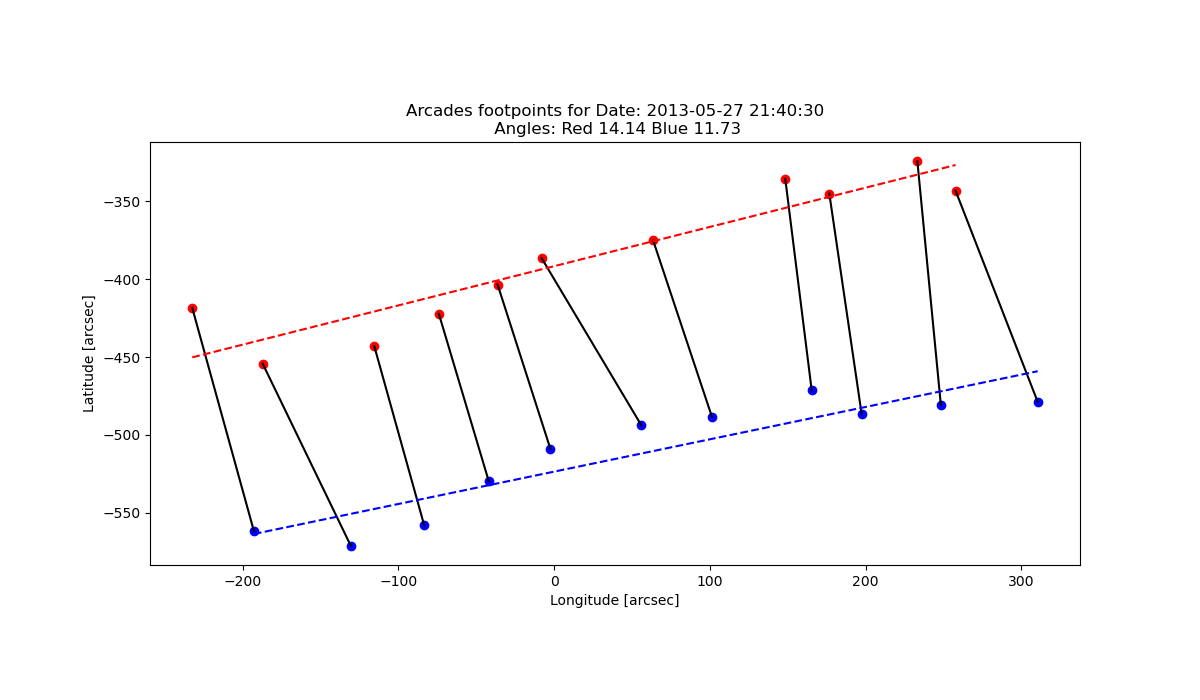 Arcades footpoints for Date: 2013-05-27 21:40:30
Angles: Red 14.14 Blue 11.73
Latitude [arcsec]
−350
−400
−450
−500
−550
−200
−100
0
100
200
300
Longitude [arcsec]